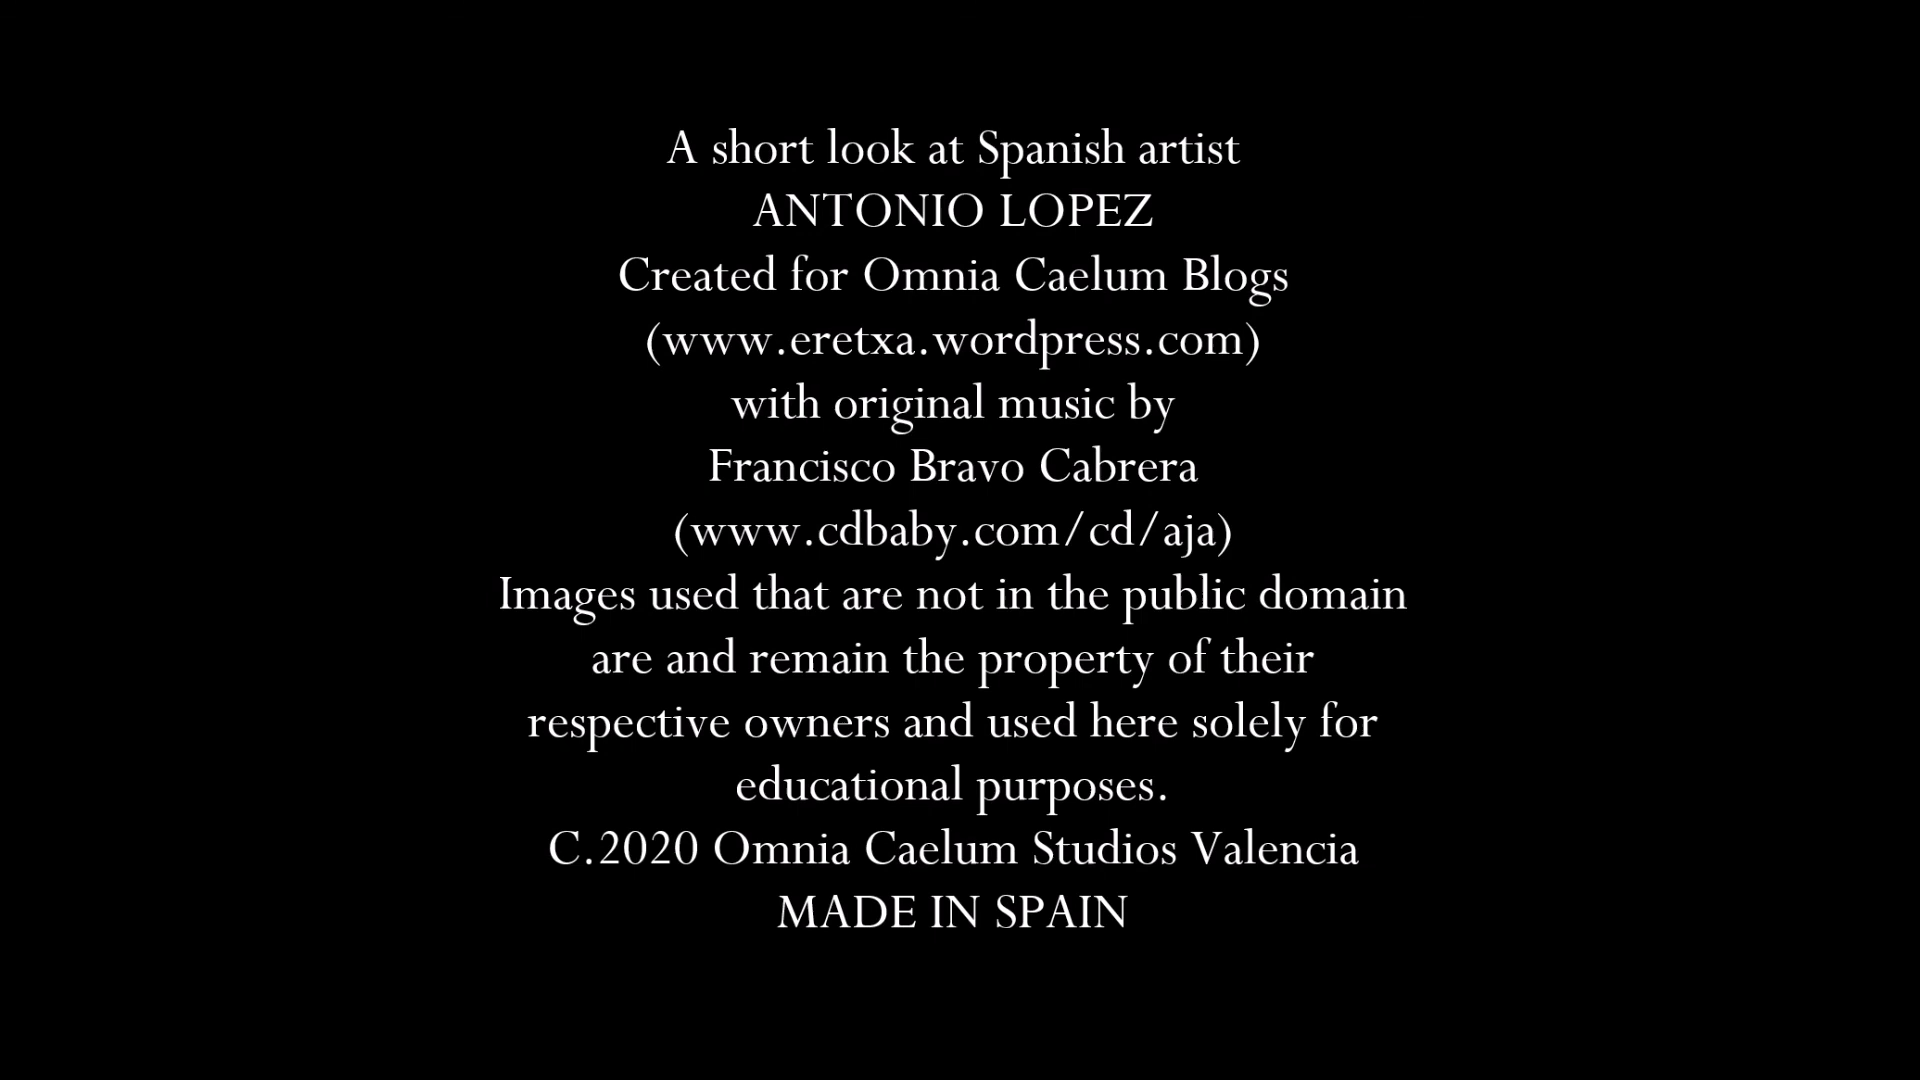 A short look at Spanish artist
ANTONIO LOPEZ
Created for Omnia Caelum Blogs
(www.eretxa.wordpress.com)
with original music by
Francisco Bravo Cabrera
(www.cdbaby.com/cd/aja)
Images used that are not in the public domain
are and remain the property of their
respective owners and used here solely for
educational purposes.
C.2020 Omnia Caelum Studios Valencia
MADE IN SPAIN